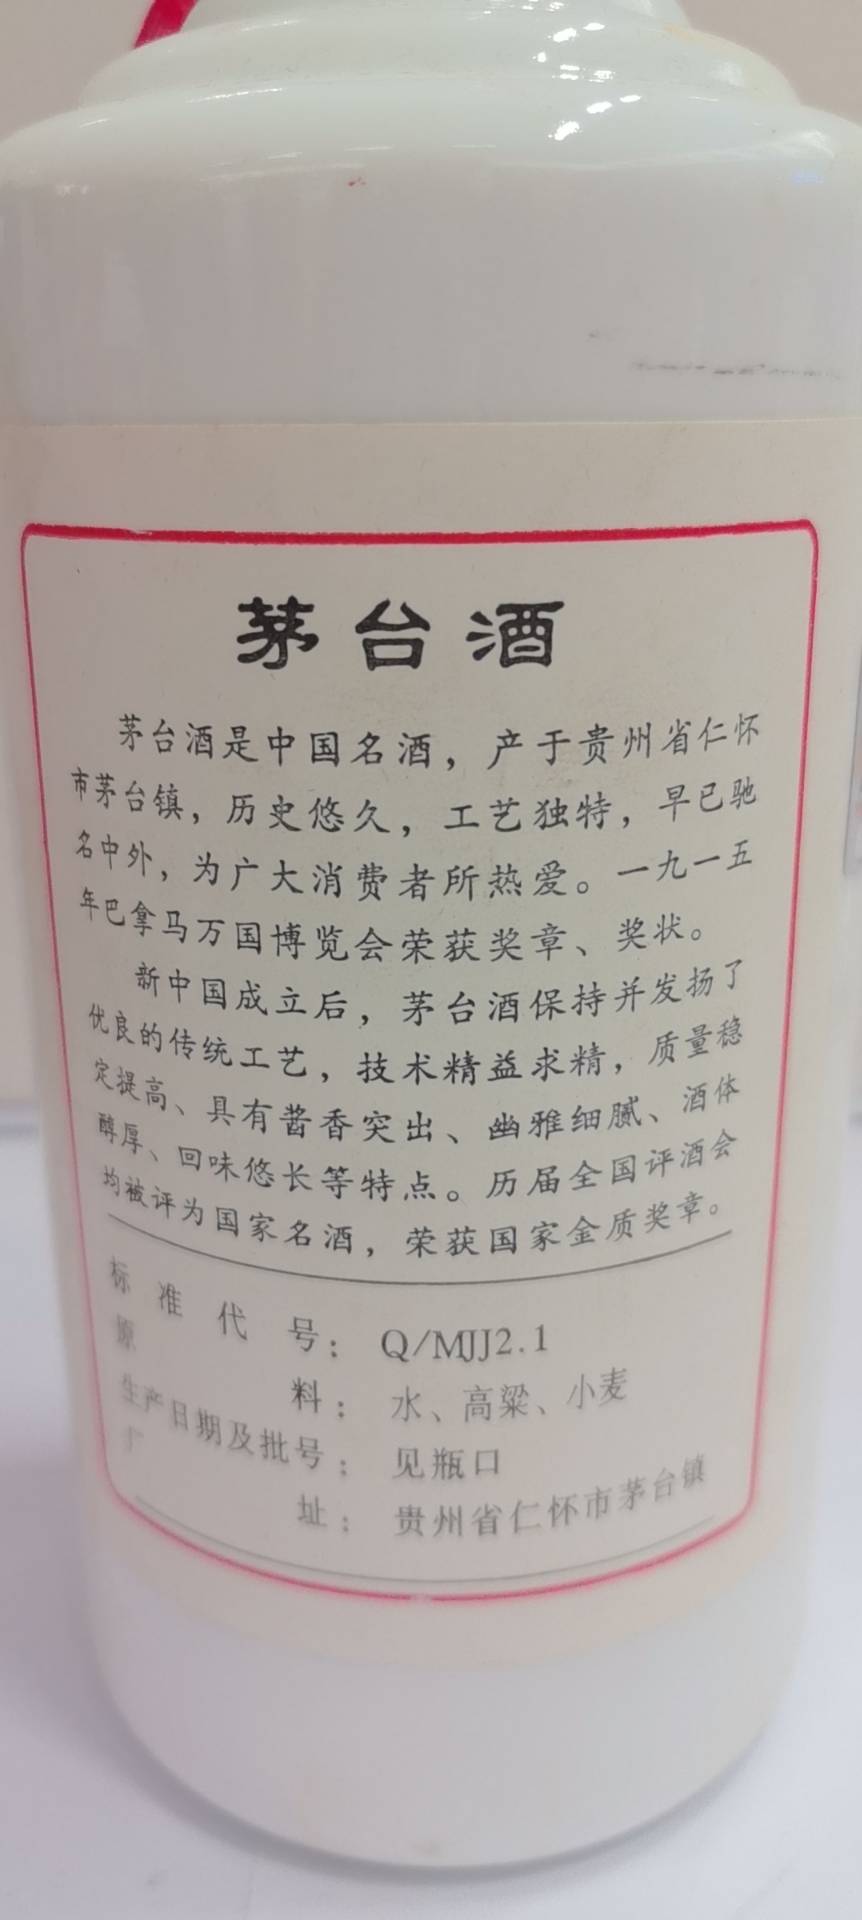 茅台酒
茅台酒是中国名酒，产于贵州省仁怀
市茅台镇，历史悠久，工艺独特，早已驰
名中外，为广大消费者所热爱。一九一五
年巴拿马万国博览会荣获奖章、奖状。
新中国成立后，茅台酒保持并发扬了
优良的传统工艺，技术精益求精，质量稳
定提高、具有酱香突出、幽雅细腻、酒体
醇厚、回味悠长等特点。历届全国评酒会
均被评为国家名酒，荣获国家金质奖章。
标准代号：Q/MJJ2.1
原料：水、高粱、小麦
生产日期及批号：见瓶口
厂址：贵州省仁怀市茅台镇